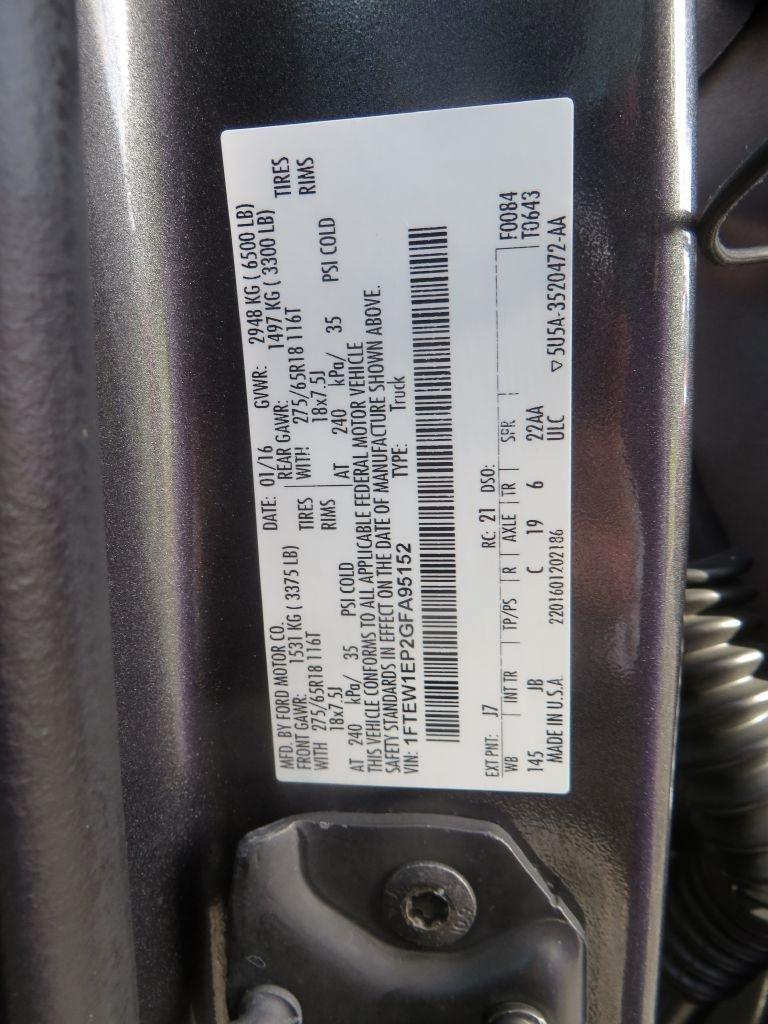 MFD. BY FORD MOTOR CO.
DATE: 01/16 GVWR: 2948 KG ( 6500 LB)
FRONT GAWR: 1531 KG ( 3375 LB) REAR GAWR: 1497 KG ( 3300 LB)
WITH 275/65R18 116T TIRES WITH 275/65R18 116T TIRES
18x7.5J RIMS 18x7.5J RIMS
AT 240 kPa/ 35 PSI COLD AT 240 kPa/ 35 PSI COLD
THIS VEHICLE CONFORMS TO ALL APPLICABLE FEDERAL MOTOR VEHICLE
SAFETY STANDARDS IN EFFECT ON THE DATE OF MANUFACTURE SHOWN ABOVE.
VIN: 1FTEW1EP2GFA95152 TYPE: Truck
F0084
T0643
EXT PNT: J7 RC: 21 DSO:
WB INT TR TP/PS R AXLE TR SPR
145 JB C 19 6 22AA
MADE IN U.S.A. 2201601202186 ULC ▽5U5A-3520472-AA